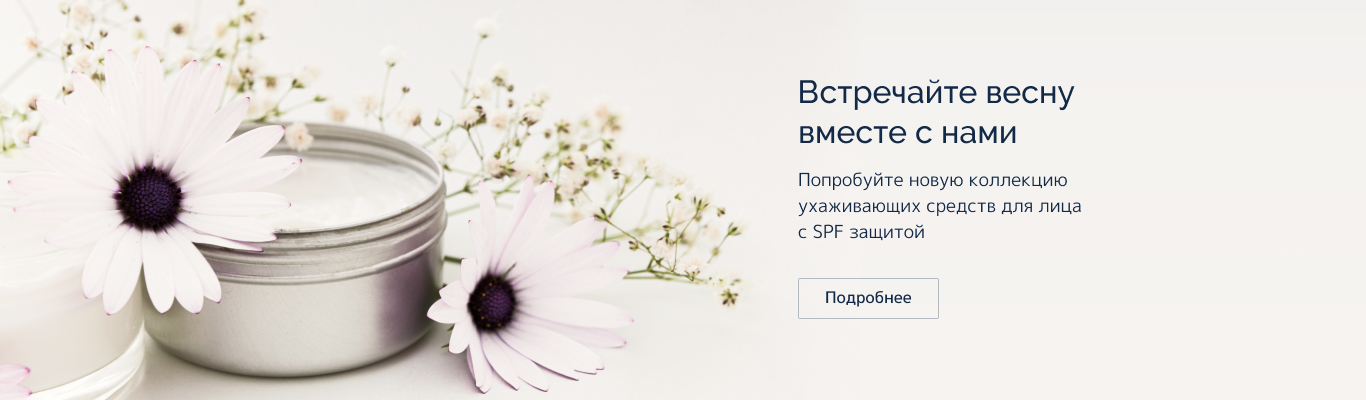 Встречайте весну
вместе с нами
Попробуйте новую коллекцию
ухаживающих средств для лица
с SPF защитой
Подробнее